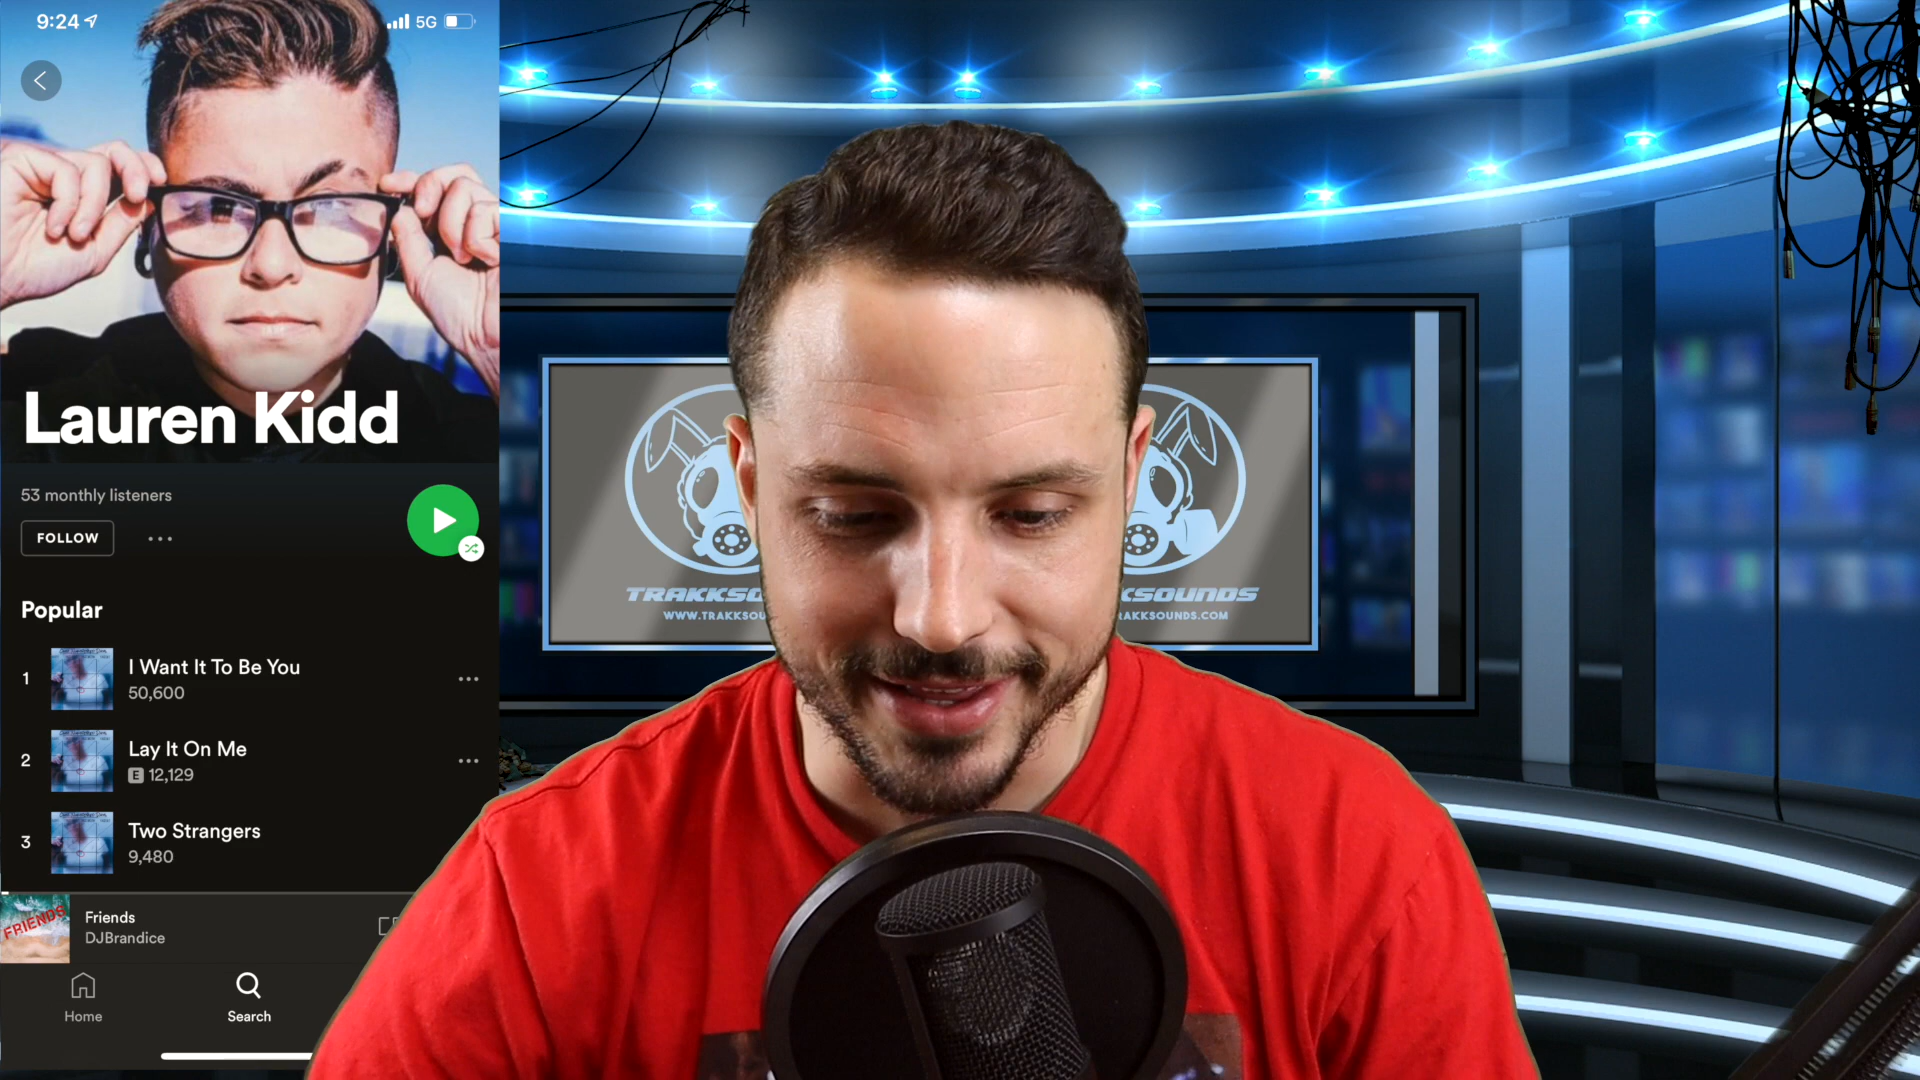 9:24
5G
Lauren Kidd
53 monthly listeners
FOLLOW
Popular
1
I Want It To Be You
50,600
2
Lay It On Me
E 12,129
3
Two Strangers
9,480
FRIENDS
Friends
DJBrandice
Home
Search
TRAKKSO
WWW.TRAKKSOU
KSOUNDS
RAKKSOUNDS.COM